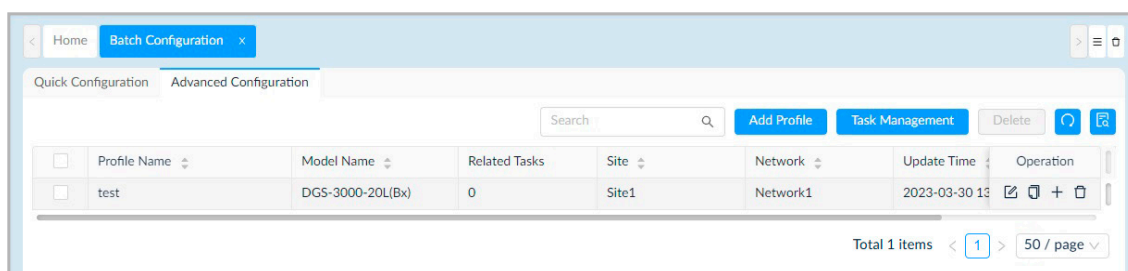 Home Batch Configuration x
Quick Configuration Advanced Configuration
Search Add Profile Task Management Delete
Profile Name Model Name Related Tasks Site Network Update Time Operation
test DGS-3000-20L(Bx) 0 Site1 Network1 2023-03-30 13
Total 1 items < 1 > 50 / page